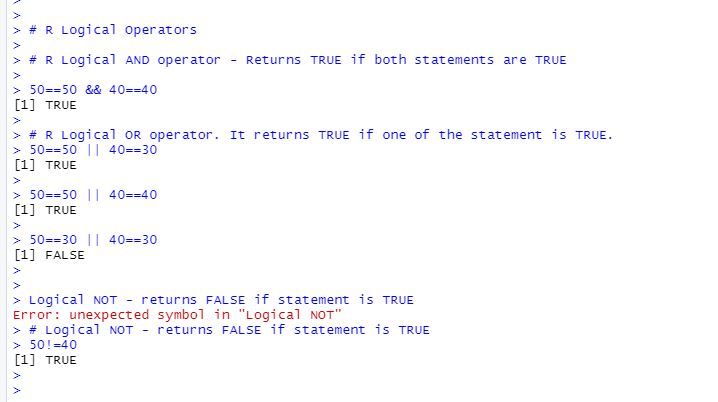 >
>
> # R Logical Operators
>
> # R Logical AND operator - Returns TRUE if both statements are TRUE
>
> 50==50 && 40==40
[1] TRUE
>
> # R Logical OR operator. It returns TRUE if one of the statement is TRUE.
> 50==50 || 40==30
[1] TRUE
>
> 50==50 || 40==40
[1] TRUE
>
> 50==30 || 40==30
[1] FALSE
>
>
> Logical NOT - returns FALSE if statement is TRUE
Error: unexpected symbol in "Logical NOT"
> # Logical NOT - returns FALSE if statement is TRUE
> 50!=40
[1] TRUE
>
>